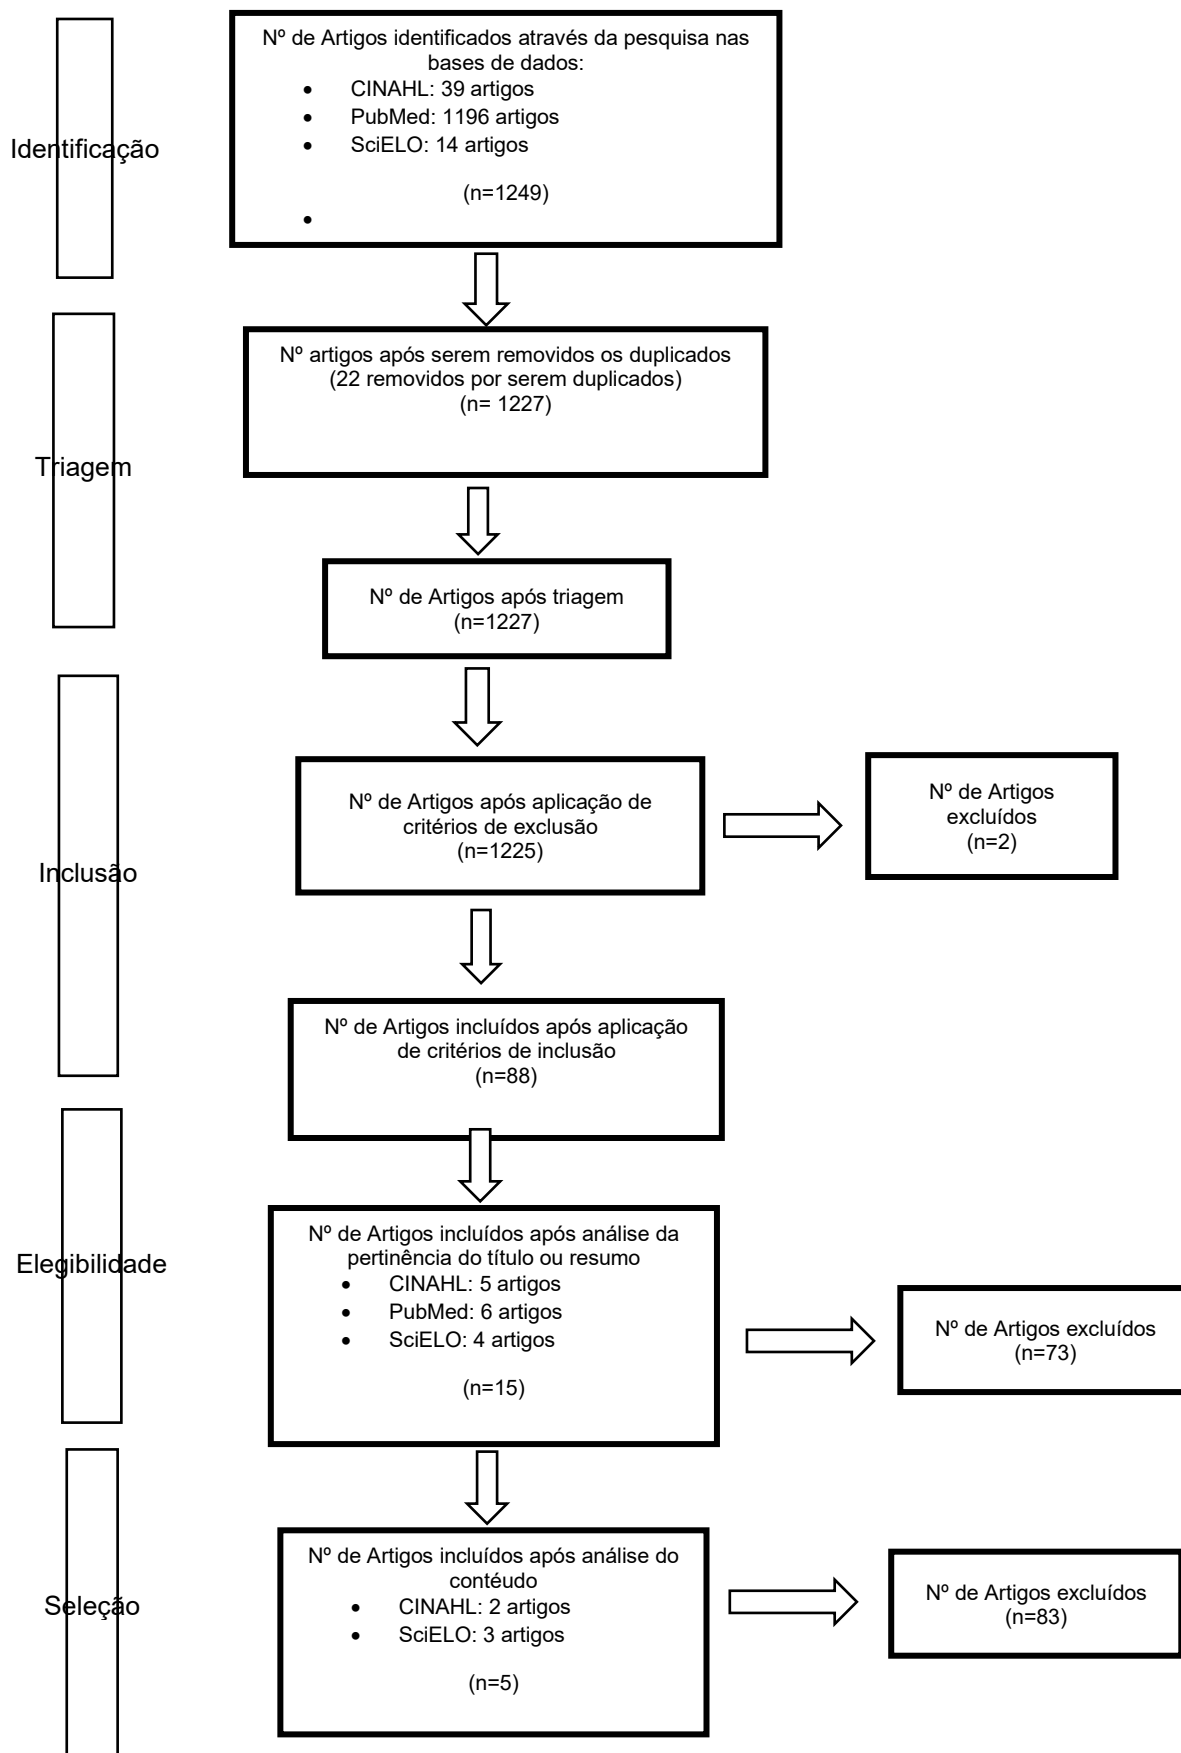 Identificação
Nº de Artigos identificados através da pesquisa nas
bases de dados:
• CINAHL: 39 artigos
• PubMed: 1196 artigos
• SciELO: 14 artigos
(n=1249)
•
Triagem
Nº artigos após serem removidos os duplicados
(22 removidos por serem duplicados)
(n= 1227)
Nº de Artigos após triagem
(n=1227)
Inclusão
Nº de Artigos após aplicação de
critérios de exclusão
(n=1225)
Nº de Artigos
excluídos
(n=2)
Nº de Artigos incluídos após aplicação
de critérios de inclusão
(n=88)
Elegibilidade
Nº de Artigos incluídos após análise da
pertinência do título ou resumo
• CINAHL: 5 artigos
• PubMed: 6 artigos
• SciELO: 4 artigos
(n=15)
Nº de Artigos excluídos
(n=73)
Seleção
Nº de Artigos incluídos após análise do
contéudo
• CINAHL: 2 artigos
• SciELO: 3 artigos
(n=5)
Nº de Artigos excluídos
(n=83)